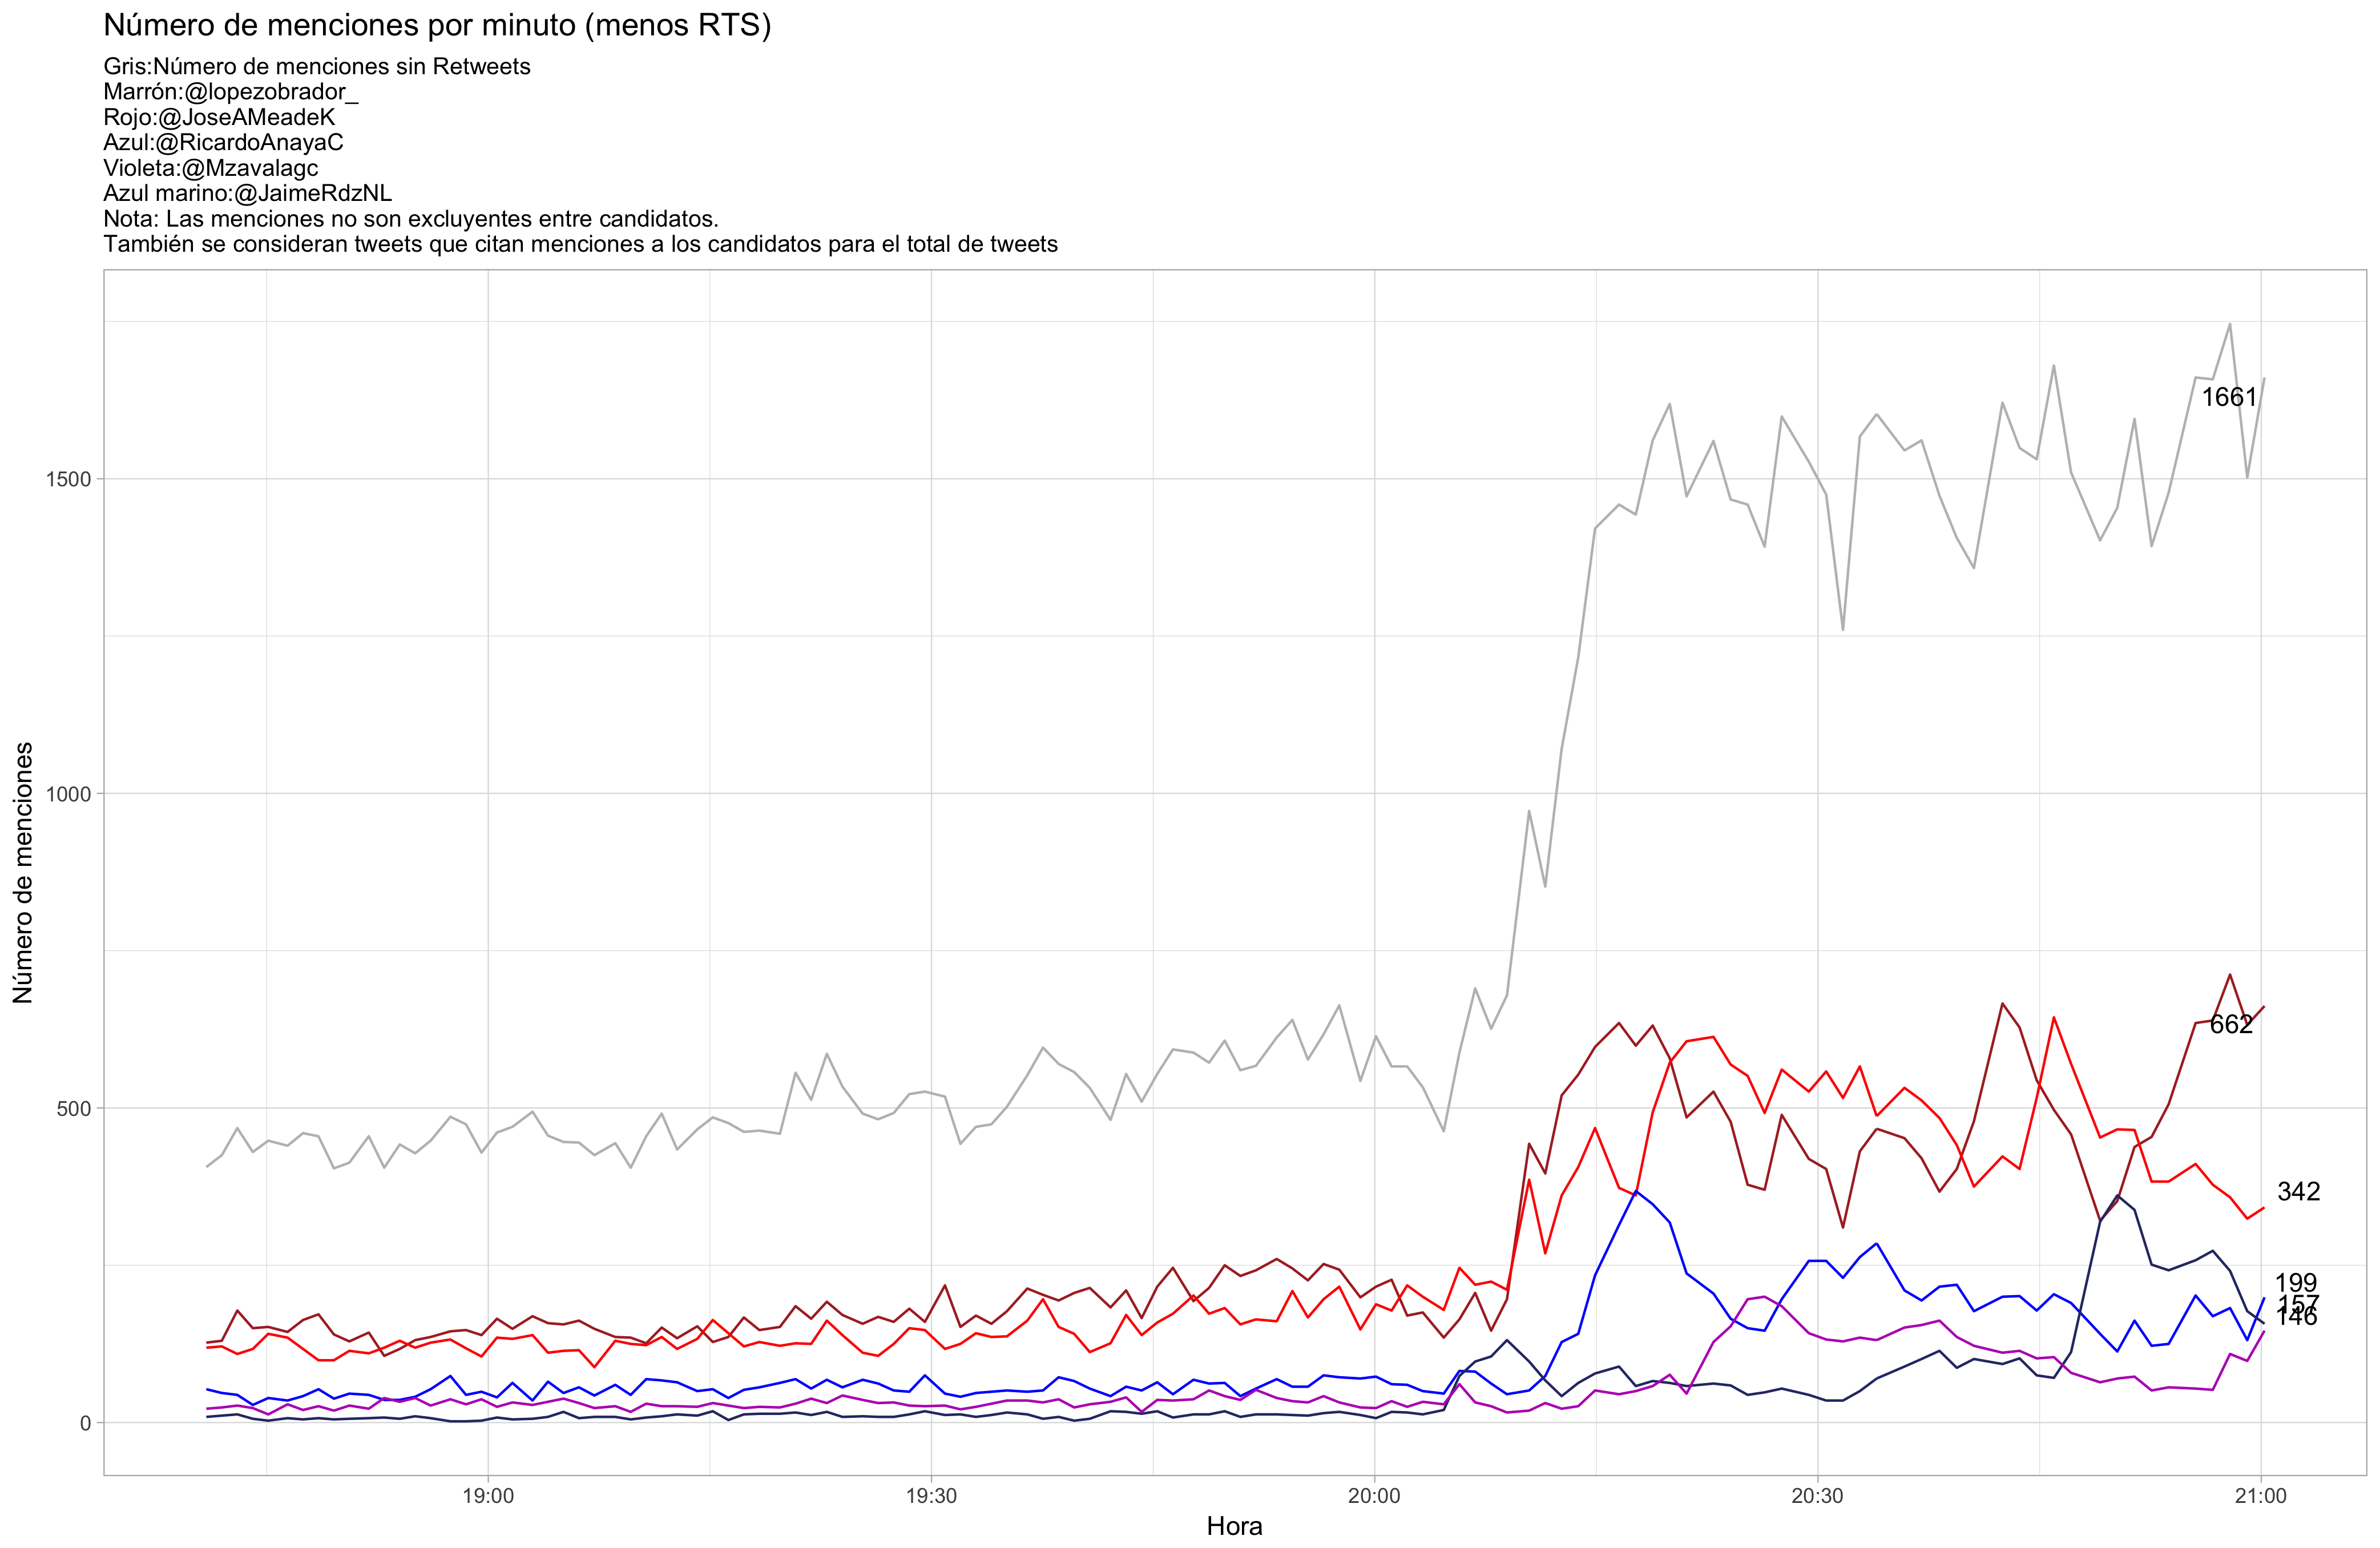 Número de menciones por minuto (menos RTS)
Gris:Número de menciones sin Retweets
Marrón:@lopezobrador_
Rojo:@JoseAMeadeK
Azul:@RicardoAnayaC
Violeta:@Mzavalagc
Azul marino:@JaimeRdzNL
Nota: Las menciones no son excluyentes entre candidatos.
También se consideran tweets que citan menciones a los candidatos para el total de tweets
Número de menciones
1500
1000
500
0
1661
662
342
199
157
146
19:00
19:30
20:00
20:30
21:00
Hora